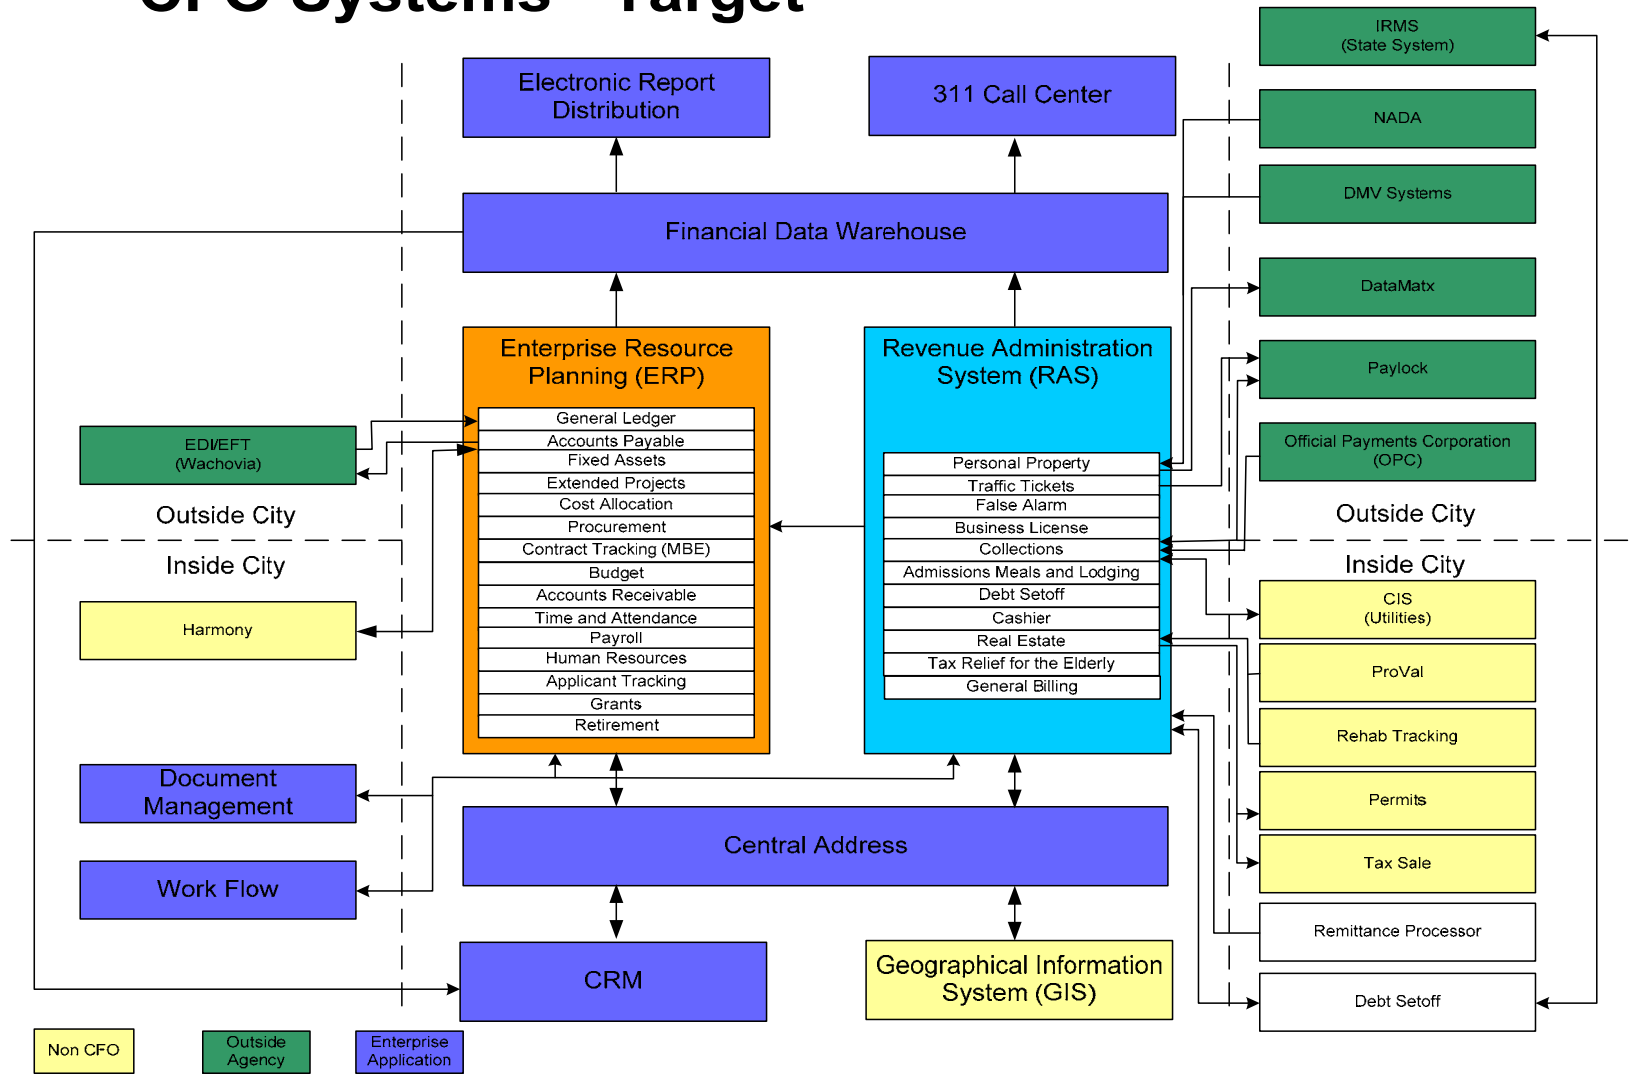 CFO Systems - Target
IRMS
(State System)
Electronic Report
Distribution
311 Call Center
NADA
DMV Systems
Financial Data Warehouse
DataMatx
Enterprise Resource
Planning (ERP)
Revenue Administration
System (RAS)
Paylock
General Ledger
Accounts Payable
Fixed Assets
Extended Projects
Cost Allocation
Procurement
Contract Tracking (MBE)
Budget
Accounts Receivable
Time and Attendance
Payroll
Human Resources
Applicant Tracking
Grants
Retirement
Personal Property
Traffic Tickets
False Alarm
Business License
Collections
Admissions Meals and Lodging
Debt Setoff
Cashier
Real Estate
Tax Relief for the Elderly
General Billing
EDI/EFT
(Wachovia)
Official Payments Corporation
(OPC)
Outside City
Inside City
Outside City
Inside City
Harmony
CIS
(Utilities)
ProVal
Rehab Tracking
Document
Management
Permits
Central Address
Tax Sale
Work Flow
Remittance Processor
CRM
Geographical Information
System (GIS)
Debt Setoff
Non CFO
Outside
Agency
Enterprise
Application